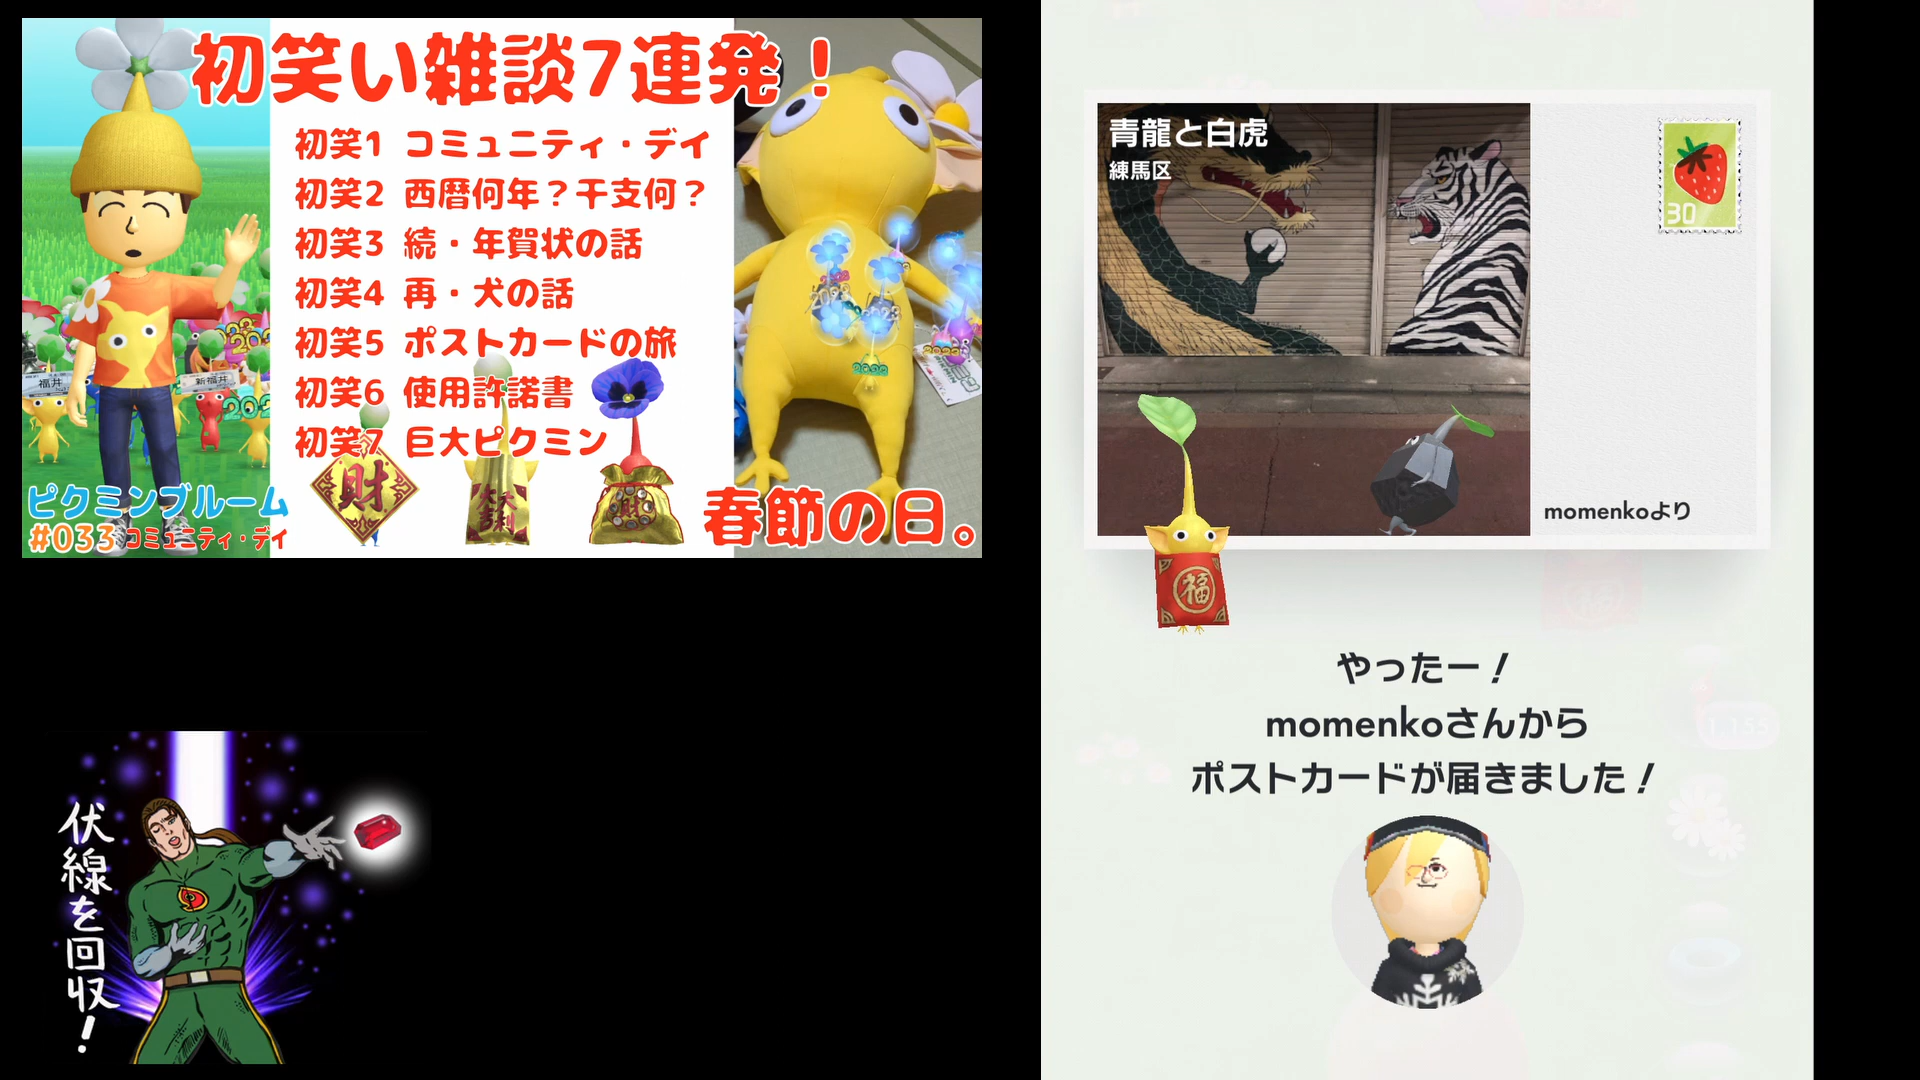 初笑い雑談7連発！
初笑1 コミュニティ・デイ
初笑2 西暦何年？干支何？
初笑3 続・年賀状の話
初笑4 再・犬の話
初笑5 ポストカードの旅
初笑6 使用許諾書
初笑7 巨大ピクミン
福井
新福井
財
ピクミンブルーム
#033 コミュニティ・デイ
春節の日。
伏線を回収！
青龍と白虎
練馬区
30
momenkoより
福
やったー！
momenkoさんから
ポストカードが届きました！
1,155